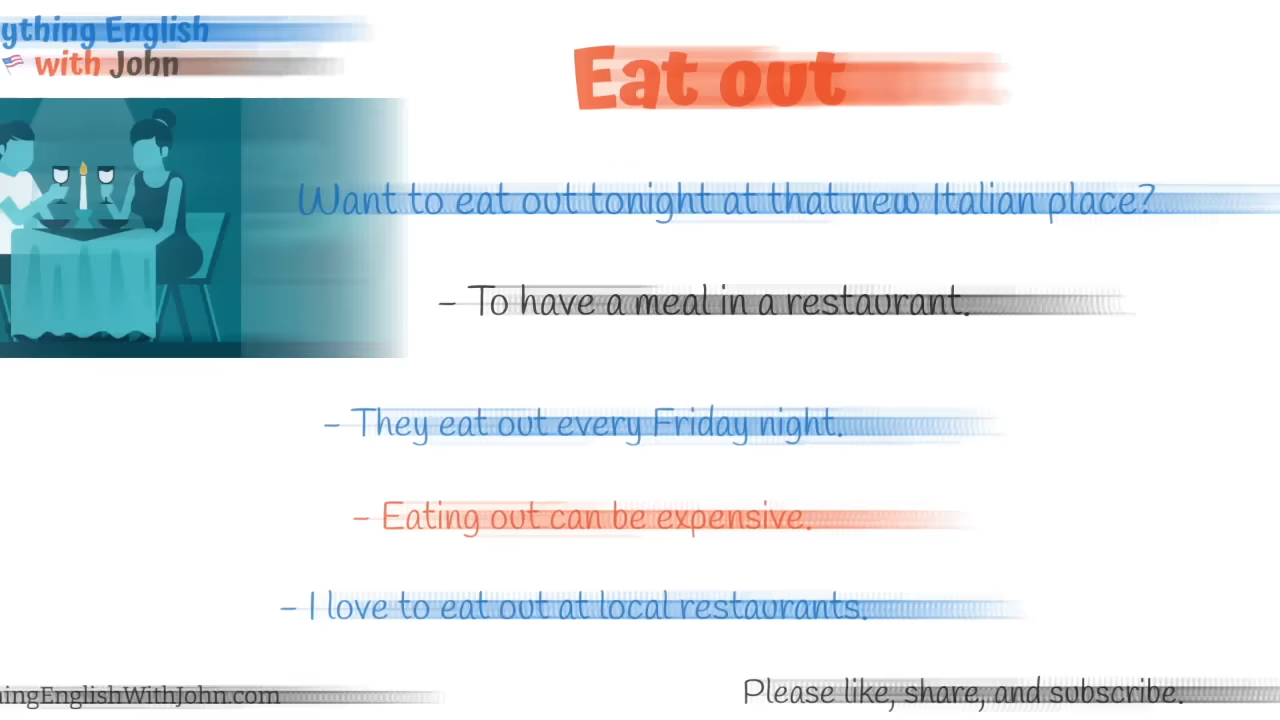 ything English
with John
Eat out
Want to eat out tonight at that new Italian place?
- To have a meal in a restaurant.
- They eat out every Friday night.
- Eating out can be expensive.
- I love to eat out at local restaurants.
ingEnglishWithJohn.com
Please like, share, and subscribe.